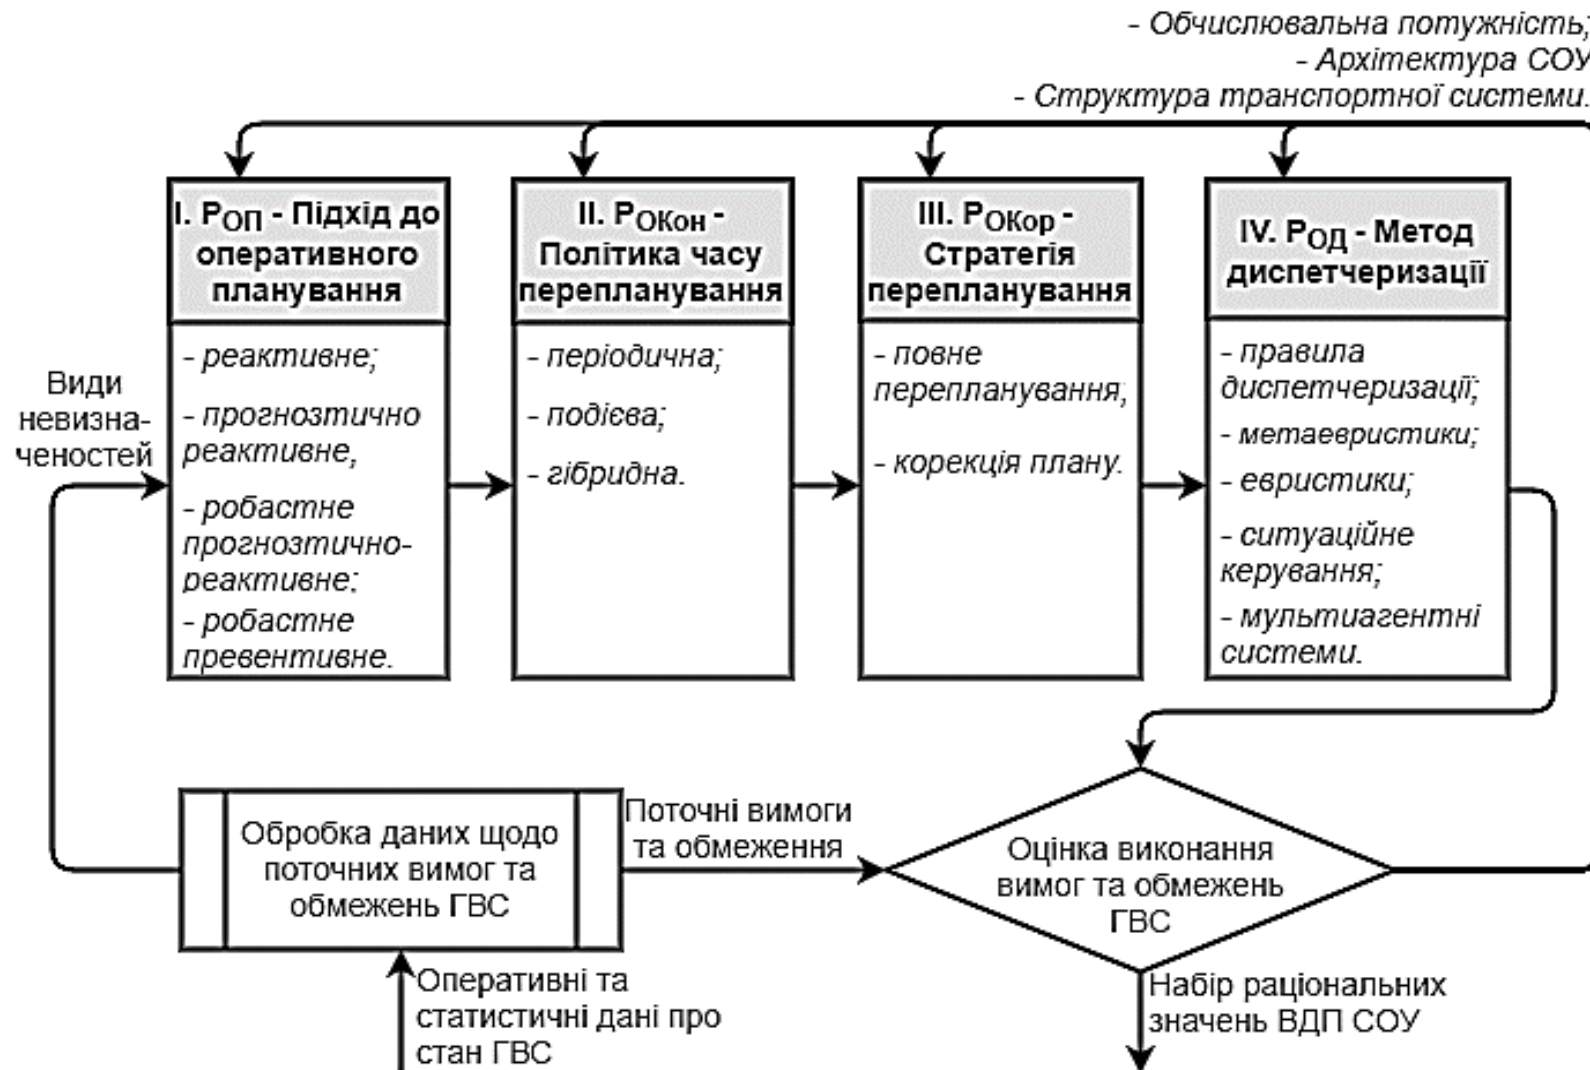 - Обчислювальна потужність;
- Архітектура СОУ
- Структура транспортної системи.
I. РОП - Підхід до
оперативного
планування
- реактивне;
- прогнозтично
реактивне,
- робастне
прогнозтично-
реактивне;
- робастне
превентивне.
II. РОКон -
Політика часу
перепланування
- періодична;
- подієва;
- гібридна.
III. РОКор -
Стратегія
перепланування
- повне
перепланування;
- корекція плану.
IV. РОД - Метод
диспетчеризації
- правила
диспетчеризації;
- метаевристики;
- евристики;
- ситуаційне
керування;
- мультиагентні
системи.
Види
невизна-
ченостей
Обробка даних щодо
поточних вимог та
обмежень ГВС
Поточні вимоги
та обмеження
Оцінка виконання
вимог та обмежень
ГВС
Оперативні та
статистичні дані про
стан ГВС
Набір раціональних
значень ВДП СОУ